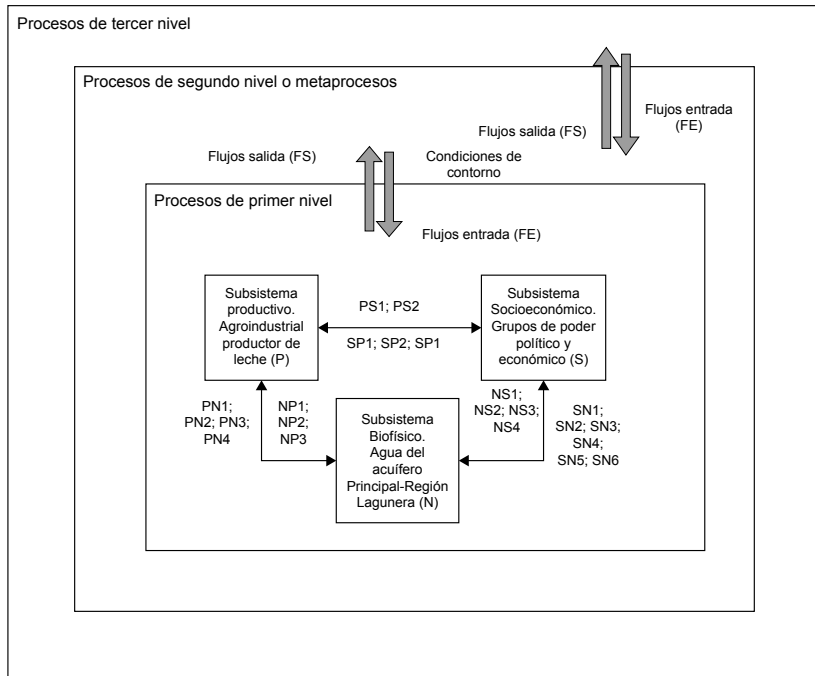 Procesos de tercer nivel
Procesos de segundo nivel o metaprocesos
Flujos entrada
(FE)
Flujos salida (FS)
Flujos salida (FS)
Condiciones de
contorno
Procesos de primer nivel
Flujos entrada (FE)
Subsistema
productivo.
Agroindustrial
productor de
leche (P)
PS1; PS2
SP1; SP2; SP1
Subsistema
Socioeconómico.
Grupos de poder
político y
económico (S)
PN1;
PN2; PN3;
PN4
NP1;
NP2;
NP3
Subsistema
Biofísico.
Agua del
acuífero
Principal-Región
Lagunera (N)
NS1;
NS2; NS3;
NS4
SN1;
SN2; SN3;
SN4;
SN5; SN6